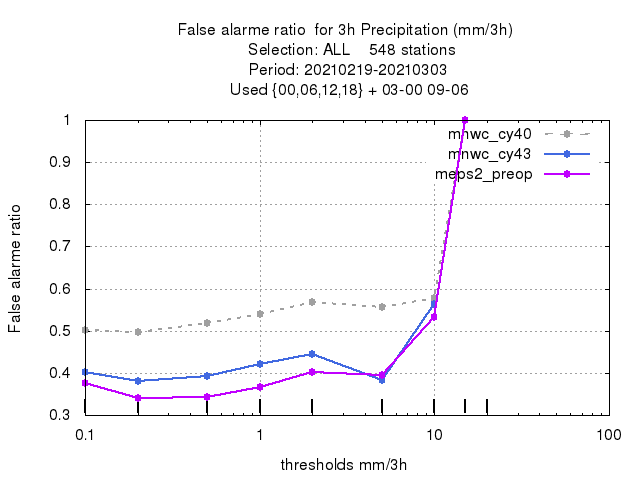 False alarme ratio  for 3h Precipitation (mm/3h)
Selection: ALL    548 stations
Period: 20210219-20210303
Used {00,06,12,18} + 03-00 09-06
mnwc_cy40
mnwc_cy43
meps2_preop
1
0.9
0.8
0.7
0.6
0.5
0.4
0.3
False alarme ratio
0.1 1 10 100
thresholds mm/3h